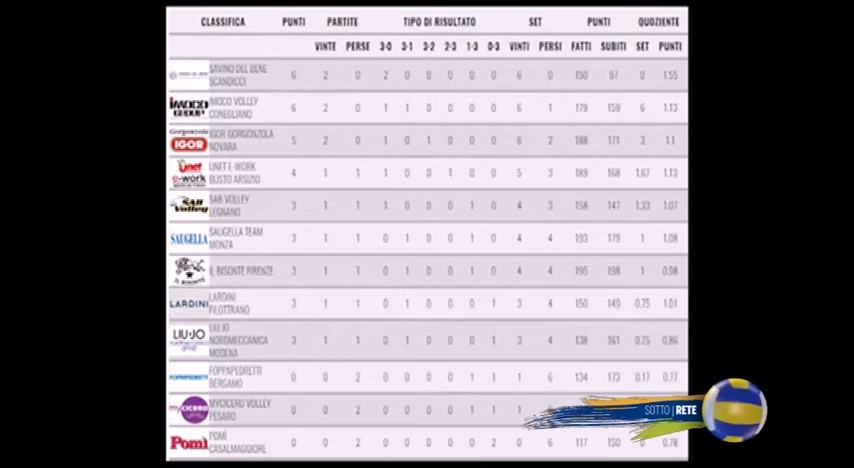 CLASSIFICA PUNTI PARTITE TIPO DI RISULTATO SET PUNTI QUOZIENTE
VINTE PERSE 3-0 3-1 3-2 2-3 1-3 0-3 VINTI PERSI FATTI SUBITI SET PUNTI
SAVINO DEL BENE SCANDICCI 6 2 0 2 0 0 0 0 0 6 0 150 97 0 1.55
IMOCO GROUP IMOCO VOLLEY CONEGLIANO 6 2 0 1 1 0 0 0 0 6 1 179 159 6 1.13
Gorgonzola IGOR IGOR GORGONZOLA NOVARA 5 2 0 1 0 1 0 0 0 6 2 188 171 3 1.1
Unet e-work UNET E-WORK BUSTO ARSIZIO 4 1 1 1 0 0 1 0 0 5 3 189 168 1.67 1.13
SAB Volley SAB VOLLEY LEGNANO 3 1 1 1 0 0 0 1 0 4 3 158 147 1.33 1.07
SAUGELLA SAUGELLA TEAM MONZA 3 1 1 0 1 0 0 1 0 4 4 193 179 1 1.08
IL BISONTE IL BISONTE FIRENZE 3 1 1 0 1 0 0 1 0 4 4 195 198 1 0.98
LARDINI LARDINI FILOTTRANO 3 1 1 0 1 0 0 0 1 3 4 150 149 0.75 1.01
LIU·JO LIU JO NORDMECCANICA MODENA 3 1 1 0 1 0 0 0 1 3 4 138 161 0.75 0.86
FOPPAPEDRETTI FOPPAPEDRETTI BERGAMO 0 0 2 0 0 0 0 1 1 1 6 134 173 0.17 0.77
myCICERO MYCICERO VOLLEY PESARO 0 0 2 0 0 0 0 1 1 1
Pomì POMÌ CASALMAGGIORE 0 0 2 0 0 0 0 0 2 0 6 117 150 0 0.78
SOTTO|RETE